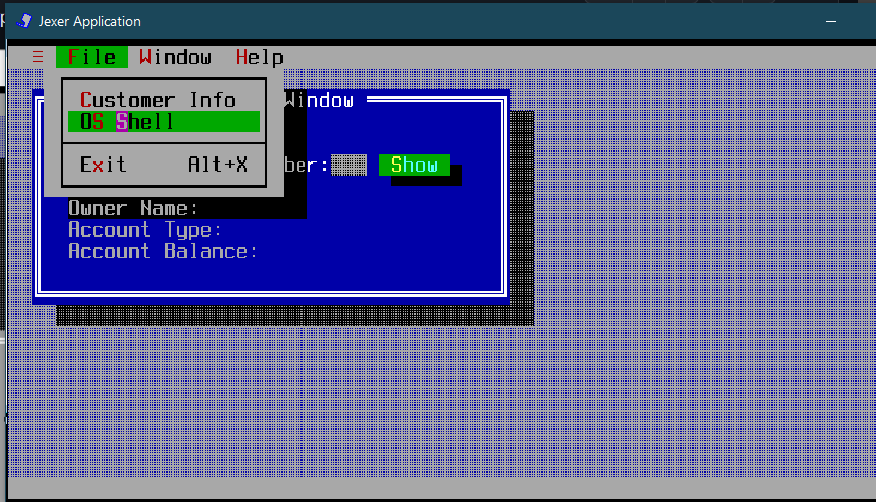 Jexer Application
☰ File Window Help
Customer Info
OS Shell
Exit Alt+X
Window
ber: Show
Owner Name:
Account Type:
Account Balance: